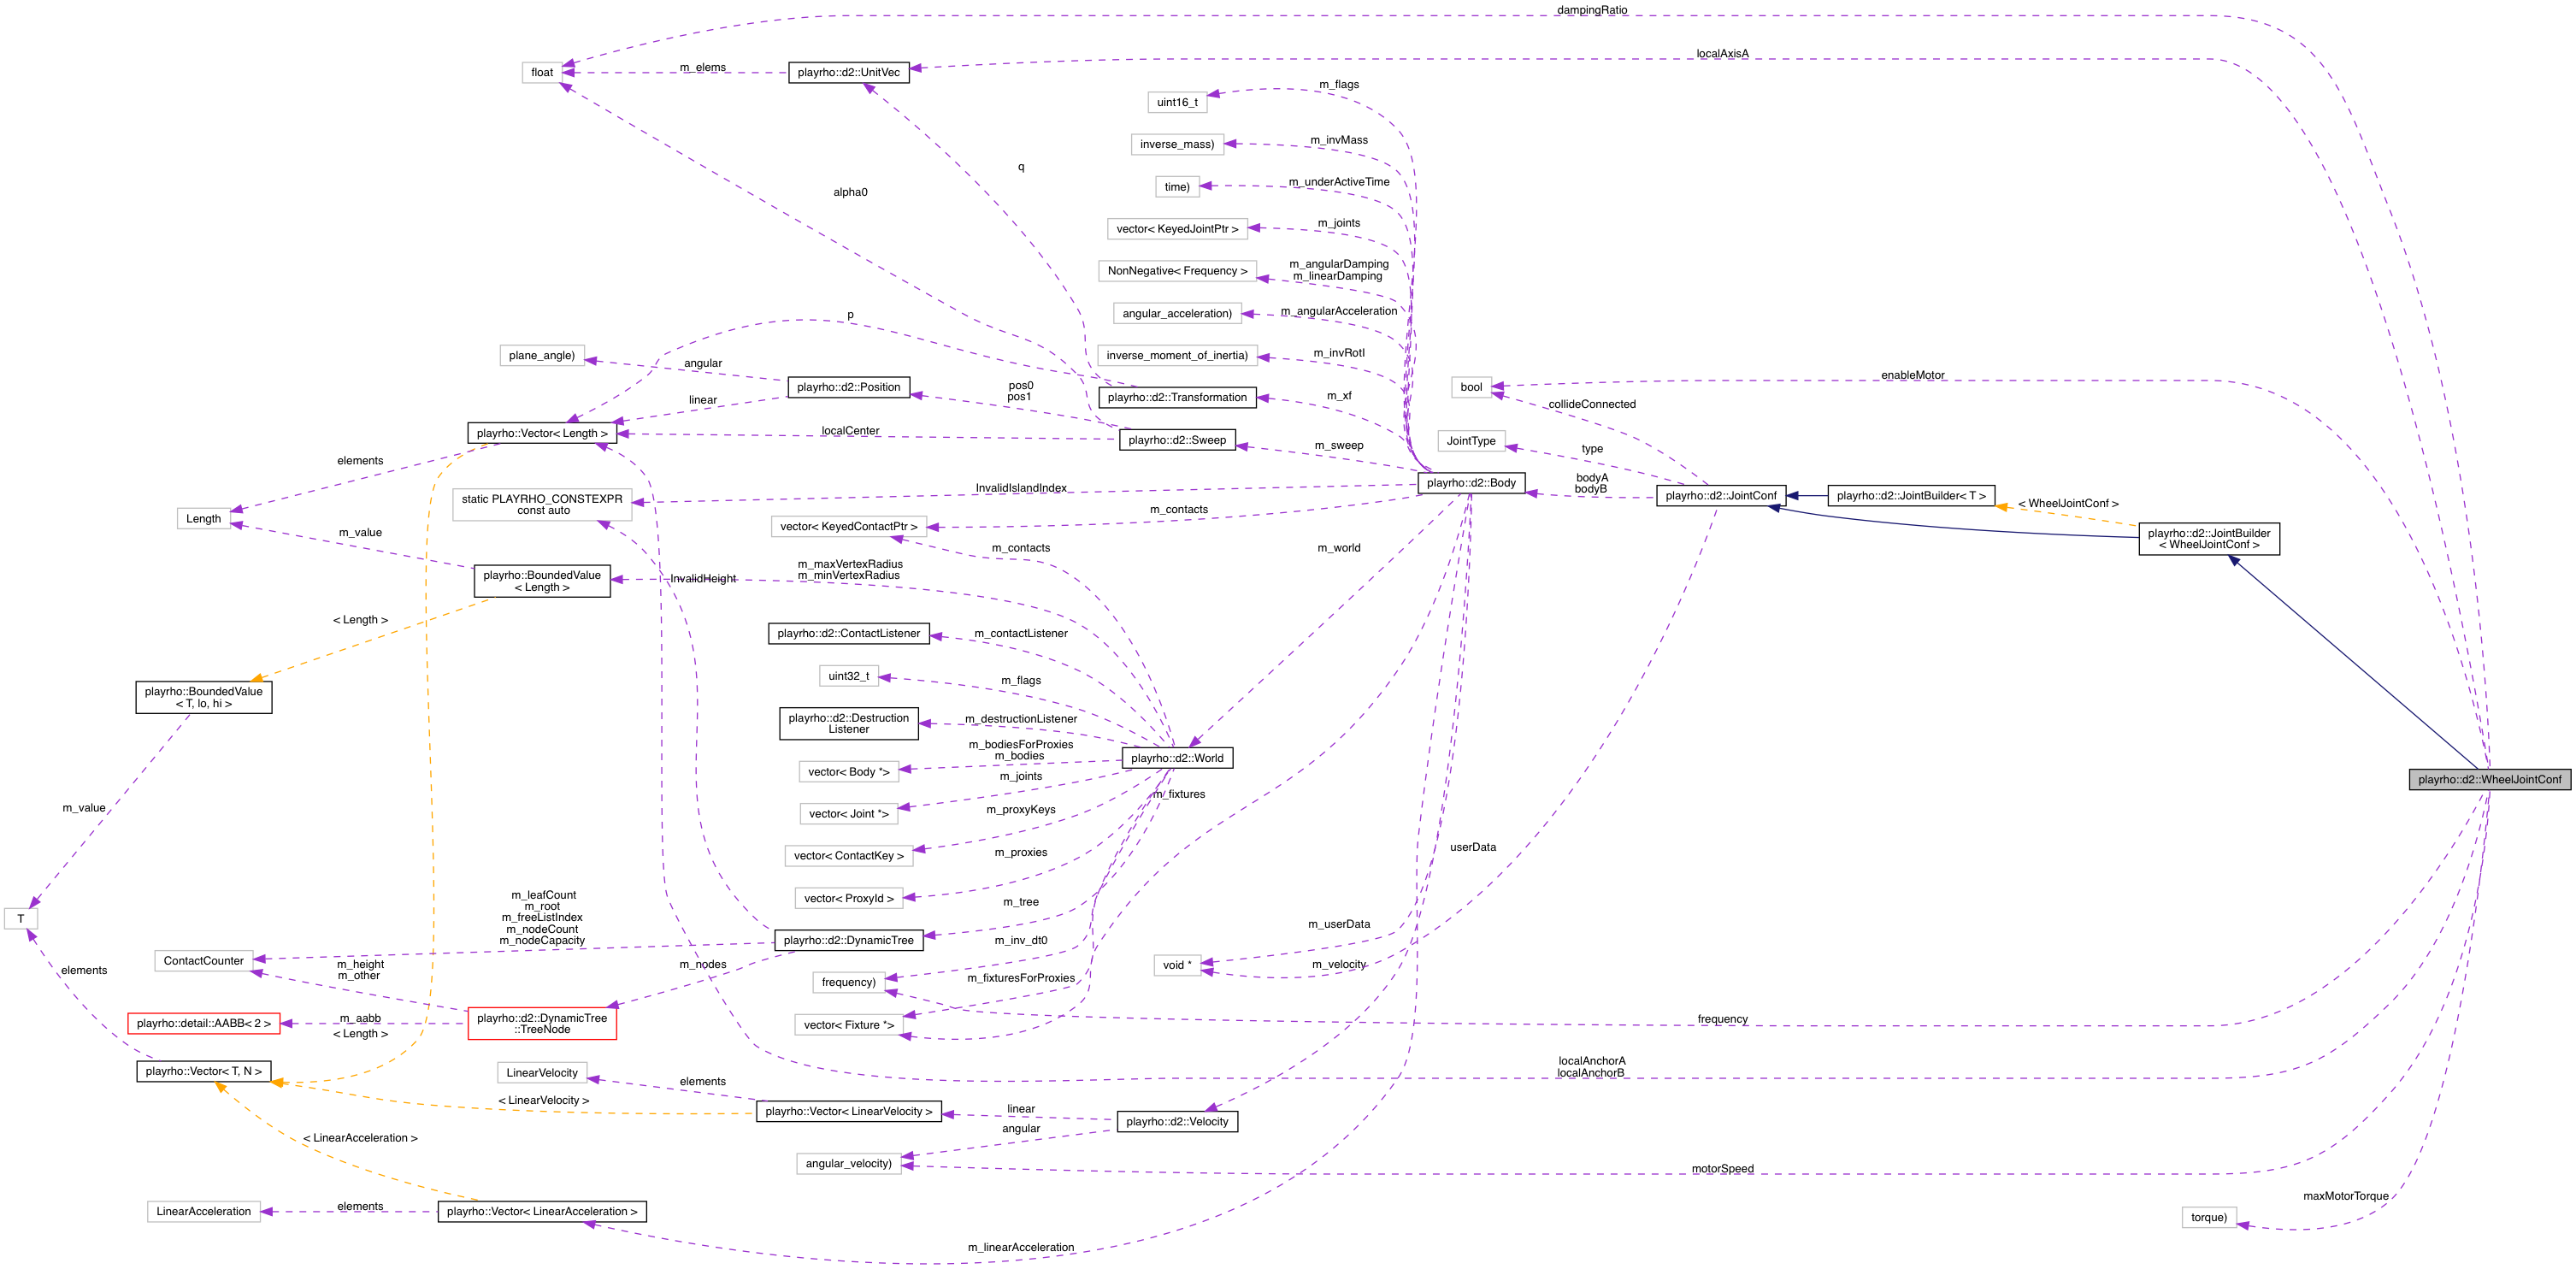 dampingRatio
localAxisA
float
m_elems
playrho::d2::UnitVec
m_flags
uint16_t
m_invMass
inverse_mass)
q
alpha0
m_underActiveTime
time)
m_joints
vector< KeyedJointPtr >
m_angularDamping
m_linearDamping
NonNegative< Frequency >
p
m_angularAcceleration
angular_acceleration)
plane_angle)
angular
m_invRotI
inverse_moment_of_inertia)
enableMotor
bool
playrho::d2::Position
pos0
pos1
playrho::d2::Transformation
m_xf
linear
collideConnected
playrho::Vector< Length >
localCenter
playrho::d2::Sweep
m_sweep
JointType
type
elements
InvalidIslandIndex
playrho::d2::Body
bodyA
bodyB
playrho::d2::JointConf
playrho::d2::JointBuilder< T >
< WheelJointConf >
static PLAYRHO_CONSTEXPR
const auto
m_contacts
Length
vector< KeyedContactPtr >
m_value
m_contacts
m_world
playrho::d2::JointBuilder
< WheelJointConf >
m_maxVertexRadius
m_minVertexRadius
InvalidHeight
playrho::BoundedValue
< Length >
< Length >
playrho::d2::ContactListener
m_contactListener
uint32_t
m_flags
playrho::BoundedValue
< T, lo, hi >
playrho::d2::Destruction
Listener
m_destructionListener
m_bodiesForProxies
m_bodies
playrho::d2::World
vector< Body *>
m_joints
playrho::d2::WheelJointConf
m_value
vector< Joint *>
m_proxyKeys
m_fixtures
vector< ContactKey >
m_proxies
userData
vector< ProxyId >
m_leafCount
m_root
m_freeListIndex
m_nodeCount
m_nodeCapacity
m_tree
T
playrho::d2::DynamicTree
m_inv_dt0
m_userData
ContactCounter
m_height
m_other
m_nodes
elements
void *
m_velocity
frequency)
m_fixturesForProxies
playrho::detail::AABB< 2 >
m_aabb
< Length >
playrho::d2::DynamicTree
::TreeNode
vector< Fixture *>
frequency
playrho::Vector< T, N >
LinearVelocity
elements
localAnchorA
localAnchorB
< LinearVelocity >
playrho::Vector< LinearVelocity >
linear
playrho::d2::Velocity
angular
< LinearAcceleration >
angular_velocity)
motorSpeed
LinearAcceleration
elements
playrho::Vector< LinearAcceleration >
maxMotorTorque
torque)
m_linearAcceleration